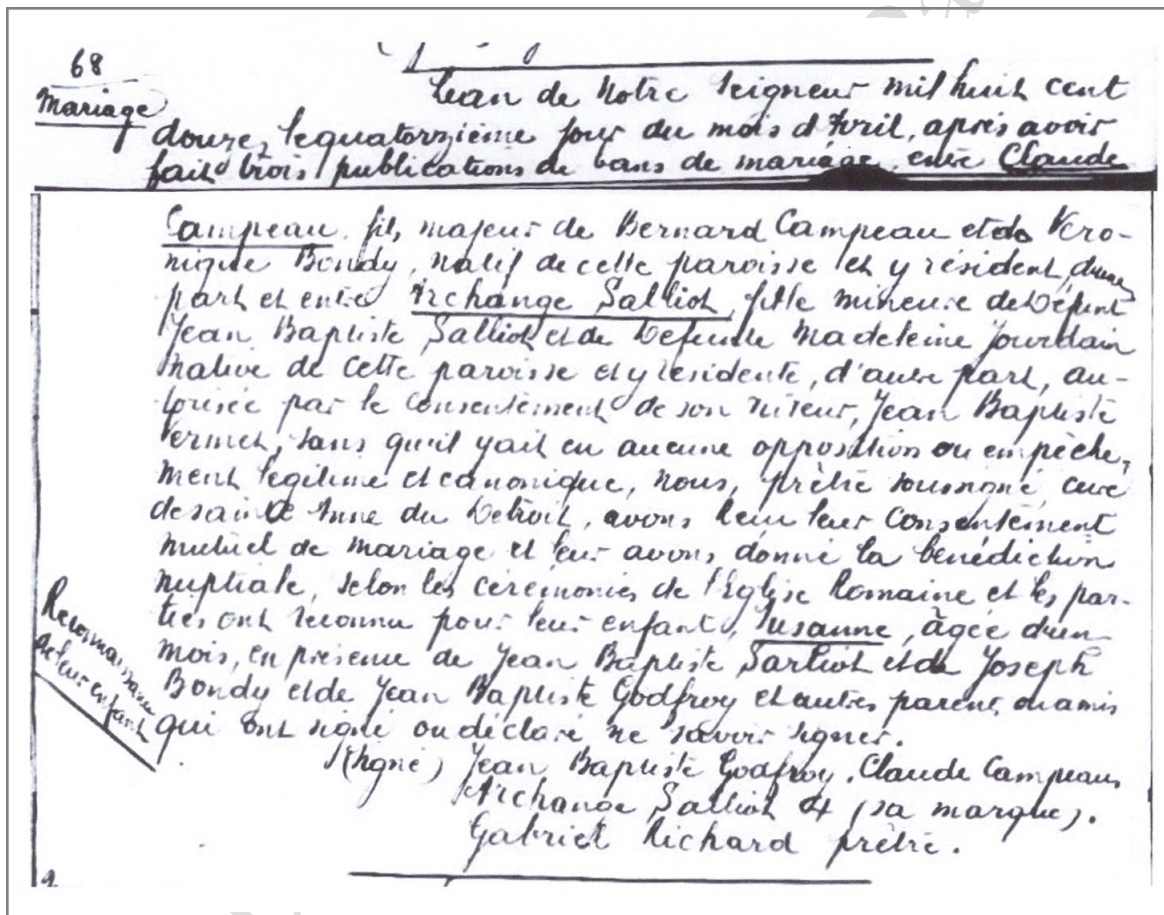 68
Mariage
L'an de Notre Seigneur mil huit cent
douze, le quatorzième jour du mois d'Avril, après avoir
fait trois publications de bans de mariage entre Claude
Campeau, fils majeur de Bernard Campeau et de Vero-
nique Bondy, natif de cette paroisse et y résident, d'une
part et entre Archange Salliot, fille mineure de Défunt
Jean Baptiste Salliot et de Defunte Madeleine Jourdain
native de cette paroisse et y residente, d'autre part, au-
torisée par le consentement de son tuteur, Jean Baptiste
Vermet, sans qu'il y ait eu aucune opposition ou empêche-
ment legitime et canonique, nous, prêtre soussigné, curé
de sainte Anne du Detroit, avons leur consentement
mutuel de mariage et leur avons donné la bénédiction
nuptiale, selon les cérémonies de l'Eglise Romaine et les par-
ties ont reconnu pour leur enfant, Susanne, âgée d'un
mois, en présence de Jean Baptiste Sarliot et de Joseph
Bondy et de Jean Baptiste Godfroy et autres parens ou amis
qui ont signé ou déclaré ne savoir signer.
Reconnaissance
de leur enfant
(signé) Jean Baptiste Godfroy. Claude Campeau
Archange Salliot + (sa marque).
Gabriel Richard prêtre.